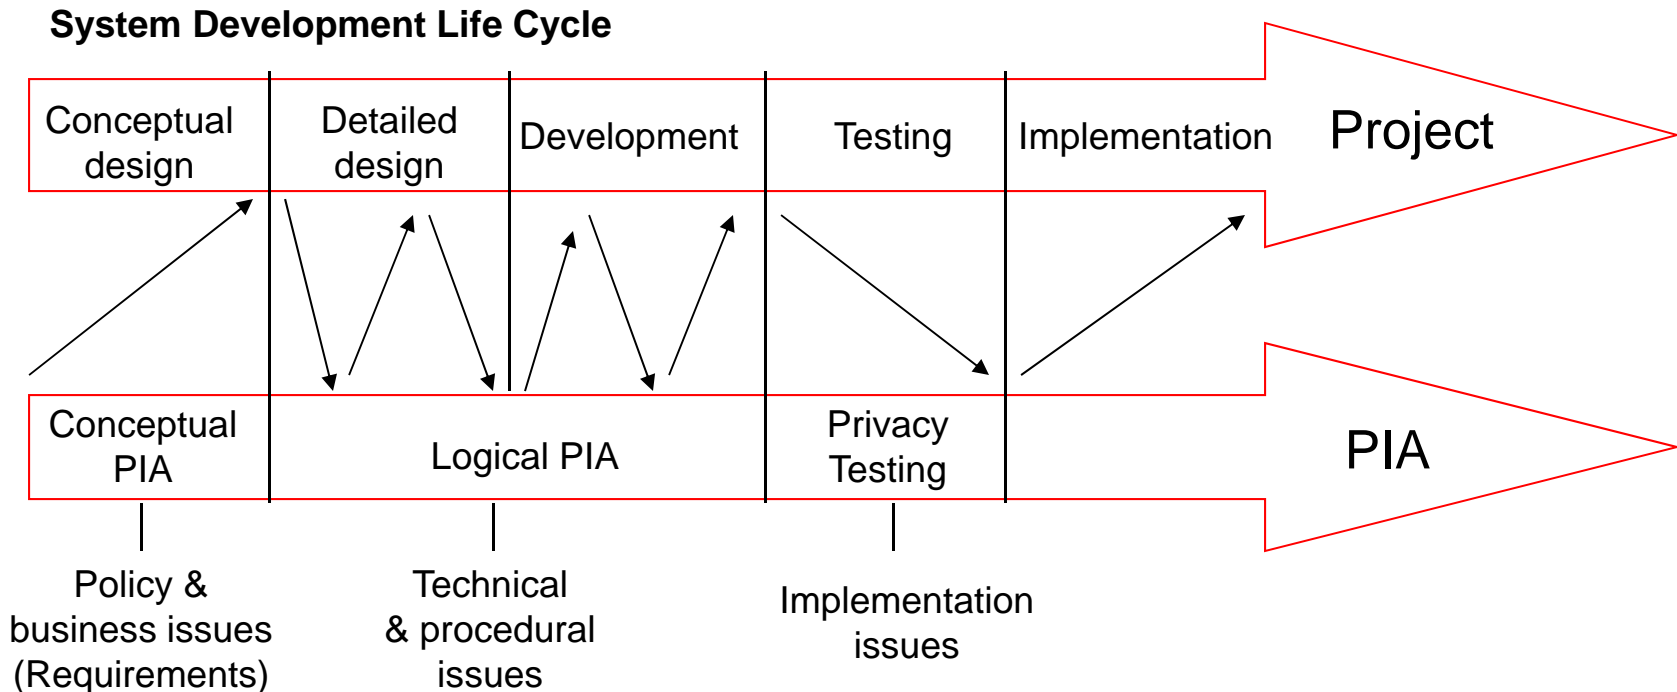 System Development Life Cycle
Conceptual
design
Detailed
design
Development
Testing
Implementation
Project
Conceptual
PIA
Logical PIA
Privacy
Testing
PIA
Policy &
business issues
(Requirements)
Technical
& procedural
issues
Implementation
issues